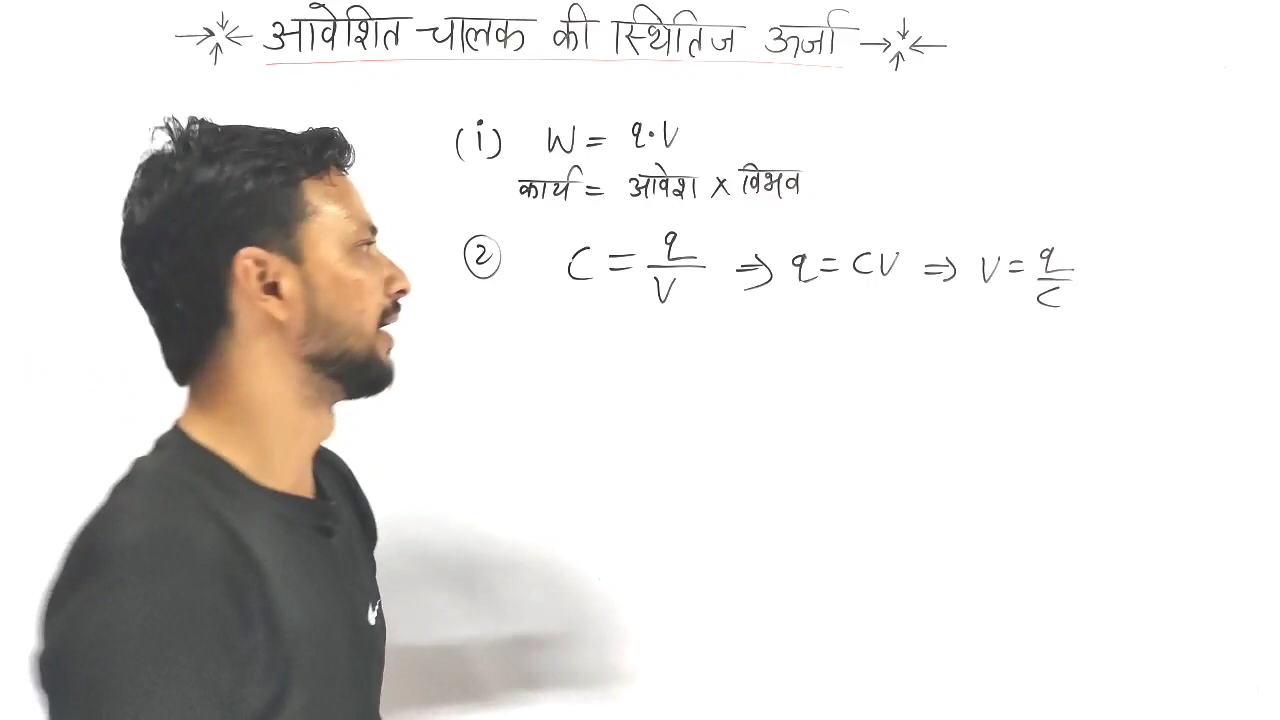 आवेशित चालक की स्थितिज ऊर्जा
(i) W = q·V
कार्य = आवेश × विभव
② C = q/V ⇒ q = CV ⇒ V = q/C